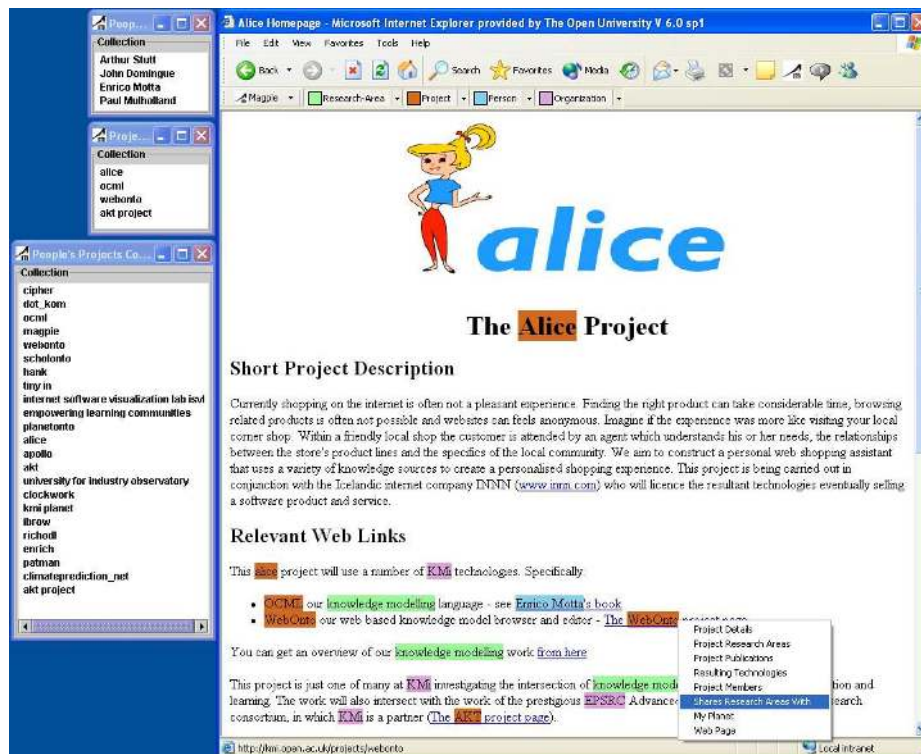 Peop...
Collection
Arthur Stutt
John Domingue
Enrico Motta
Paul Mulholland
Proje...
Collection
alice
ocml
webonto
akt project
People's Projects Co...
Collection
cipher
dot_kom
ocml
magpie
webonto
scholonto
hank
tiny in
internet software visualization lab isvl
empowering learning communities
planetonto
alice
apollo
akt
university for industry observatory
clockwork
kmi planet
ibrow
richodl
enrich
patman
climateprediction_net
akt project
Alice Homepage - Microsoft Internet Explorer provided by The Open University V 6.0 sp1
File Edit View Favorites Tools Help
Back Search Favorites Media
Magpie Research-Area Project Person Organization
alice
The Alice Project
Short Project Description
Currently shopping on the internet is often not a pleasant experience. Finding the right product can take considerable time, browsing
related products is often not possible and websites can feels anonymous. Imagine if the experience was more like visiting your local
corner shop. Within a friendly local shop the customer is attended by an agent which understands his or her needs, the relationships
between the store's product lines and the specifics of the local community. We aim to construct a personal web shopping assistant
that uses a variety of knowledge sources to create a personalised shopping experience. This project is being carried out in
conjunction with the Icelandic internet company INNN (www.innn.com) who will licence the resultant technologies eventually selling
a software product and service.
Relevant Web Links
This alice project will use a number of KMi technologies. Specifically
• OCML our knowledge modelling language - see Enrico Motta's book
• WebOnto our web based knowledge model browser and editor - The WebOnto project page
You can get an overview of our knowledge modelling work from here
This project is just one of many at KMi investigating the intersection of knowledge mode tion and
learning. The work will also intersect with the work of the prestigious EPSRC Advanced search
consortium, in which KMi is a partner (The AKT project page).
Project Details
Project Research Areas
Project Publications
Resulting Technologies
Project Members
Shares Research Areas With
My Planet
Web Page
http://kmi.open.ac.uk/projects/webonto
Local intranet